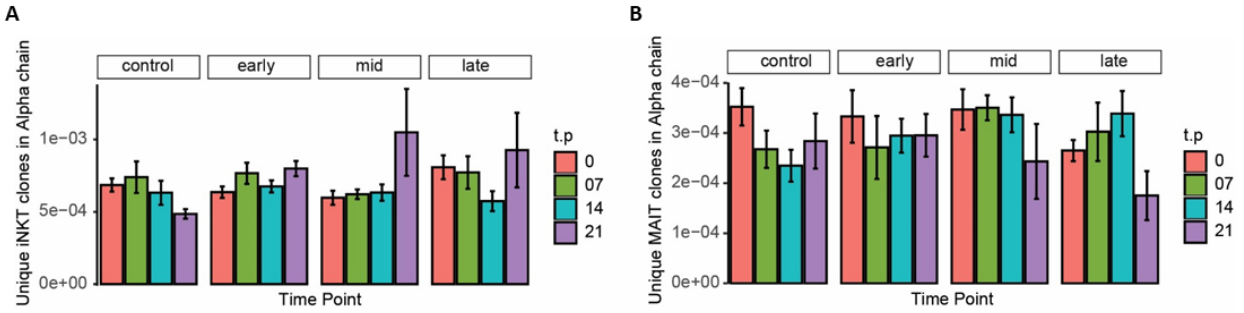 A
Unique iNKT clones in Alpha chain
control early mid late
1e−03
5e−04
0e+00
Time Point
t.p
0
07
14
21
B
Unique MAIT clones in Alpha chain
control early mid late
4e−04
3e−04
2e−04
1e−04
0e+00
Time Point
t.p
0
07
14
21